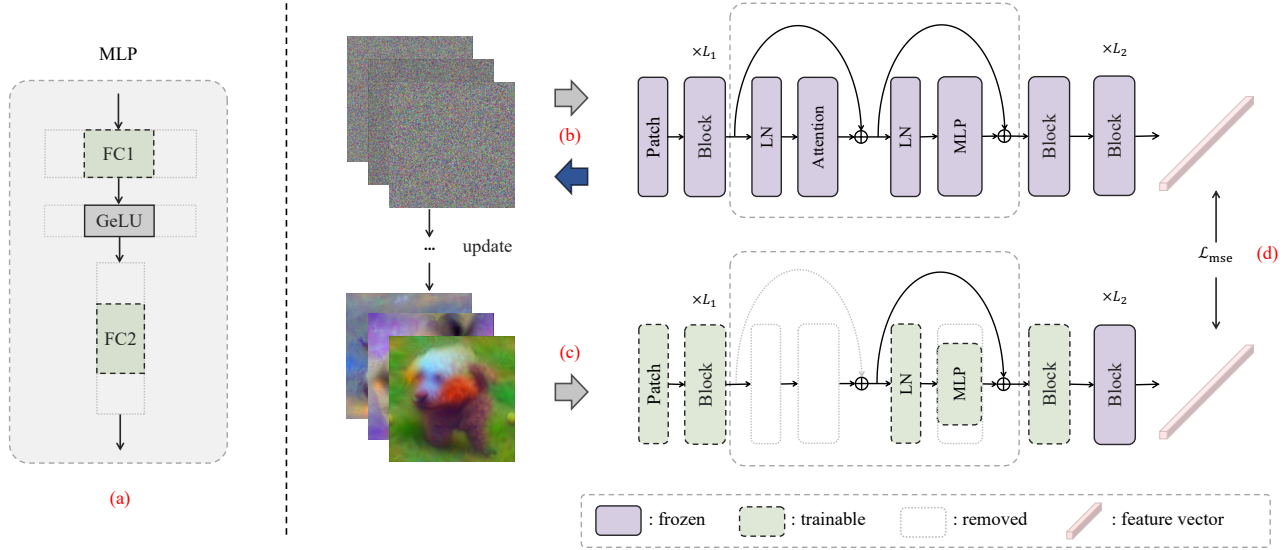 MLP
FC1
GeLU
FC2
(a)
(b)
×L₁
Patch
Block
LN
Attention
LN
MLP
Block
×L₂
Block
...
update
ℒmse
(d)
(c)
×L₁
Patch
Block
LN
MLP
Block
×L₂
Block
: frozen
: trainable
: removed
: feature vector